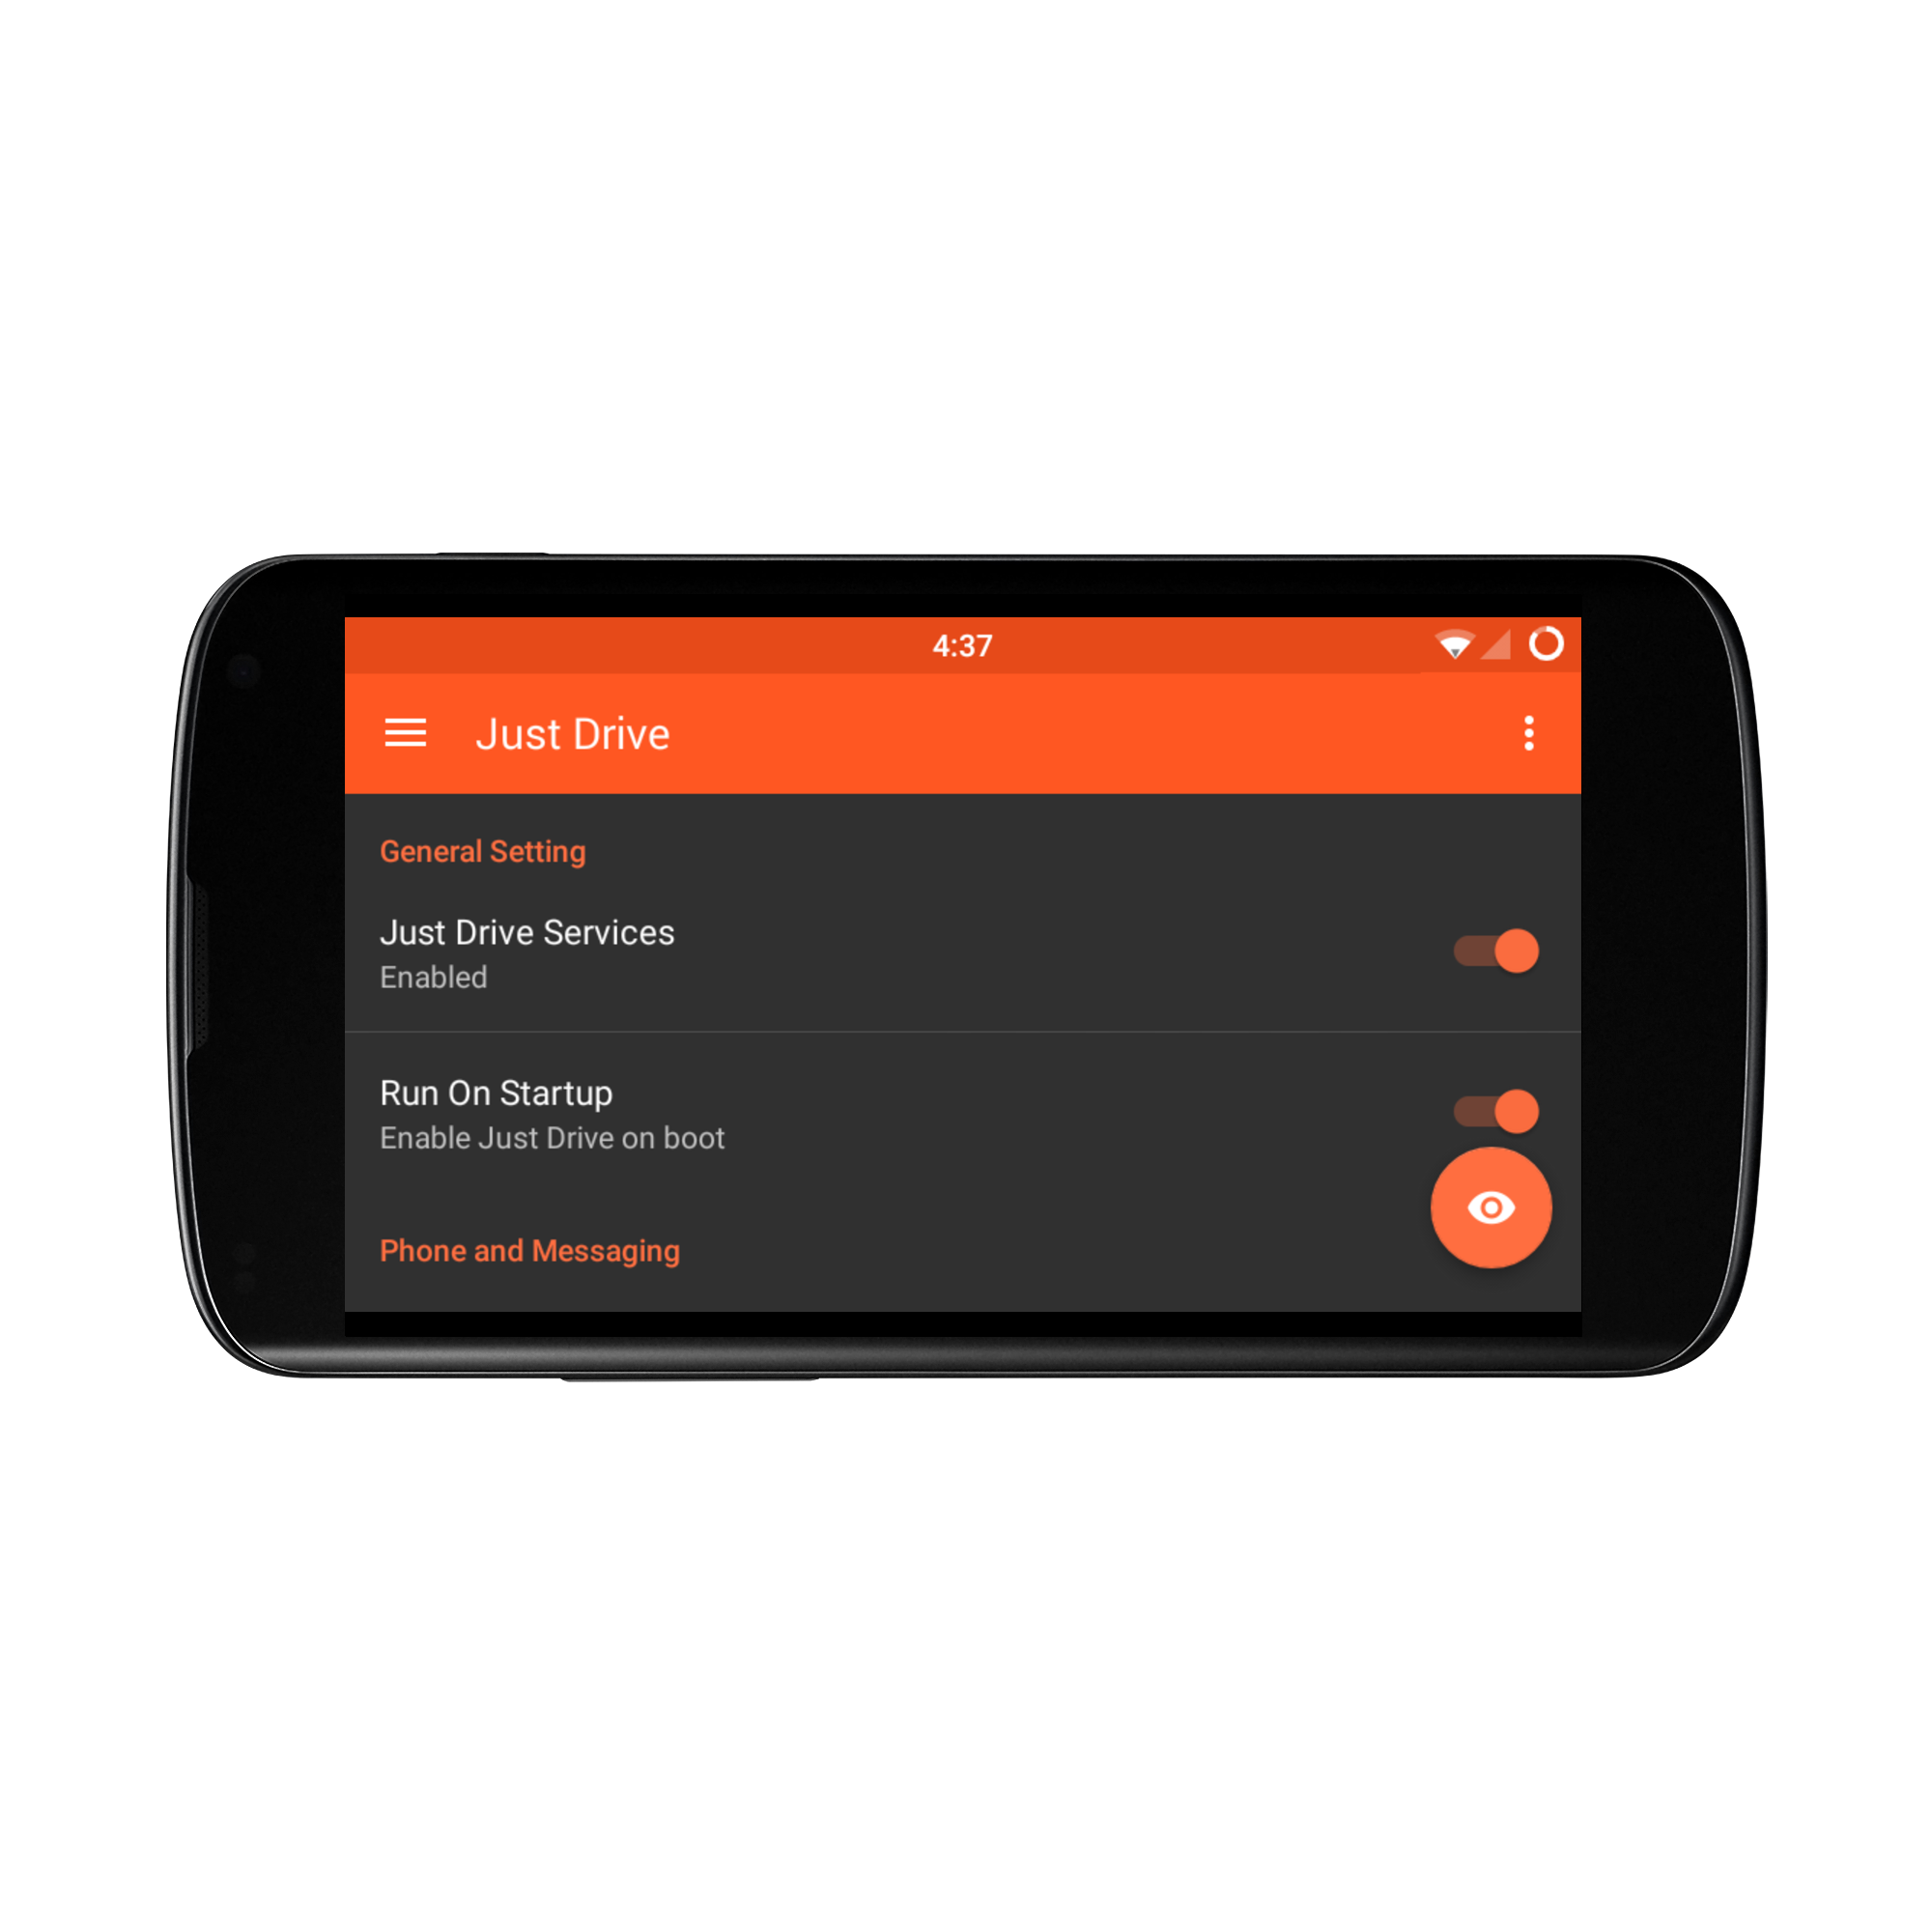 4:37
Just Drive
General Setting
Just Drive Services
Enabled
Run On Startup
Enable Just Drive on boot
Phone and Messaging